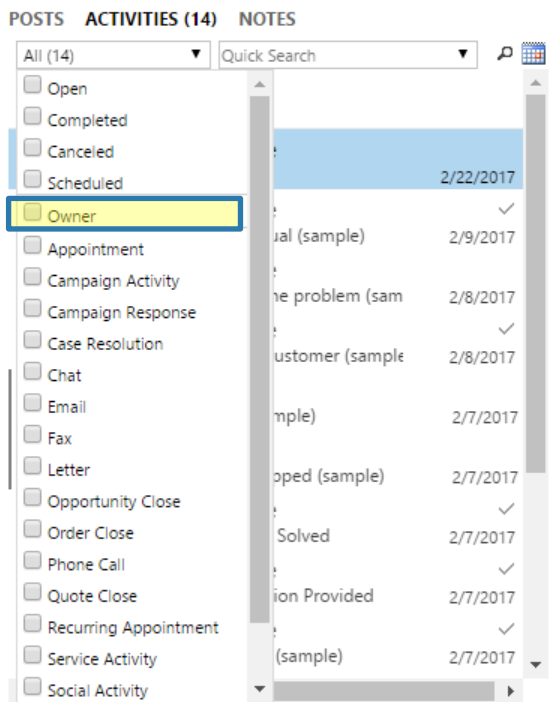 POSTS ACTIVITIES (14) NOTES
All (14) Quick Search
Open
Completed
Canceled
Scheduled 2/22/2017
Owner
ual (sample) 2/9/2017
Appointment
Campaign Activity
ne problem (sam 2/8/2017
Campaign Response
Case Resolution
ustomer (sample 2/8/2017
Chat
Email
mple) 2/7/2017
Fax
Letter
pped (sample) 2/7/2017
Opportunity Close
Order Close
Solved 2/7/2017
Phone Call
Quote Close
ion Provided 2/7/2017
Recurring Appointment
Service Activity
(sample) 2/7/2017
Social Activity